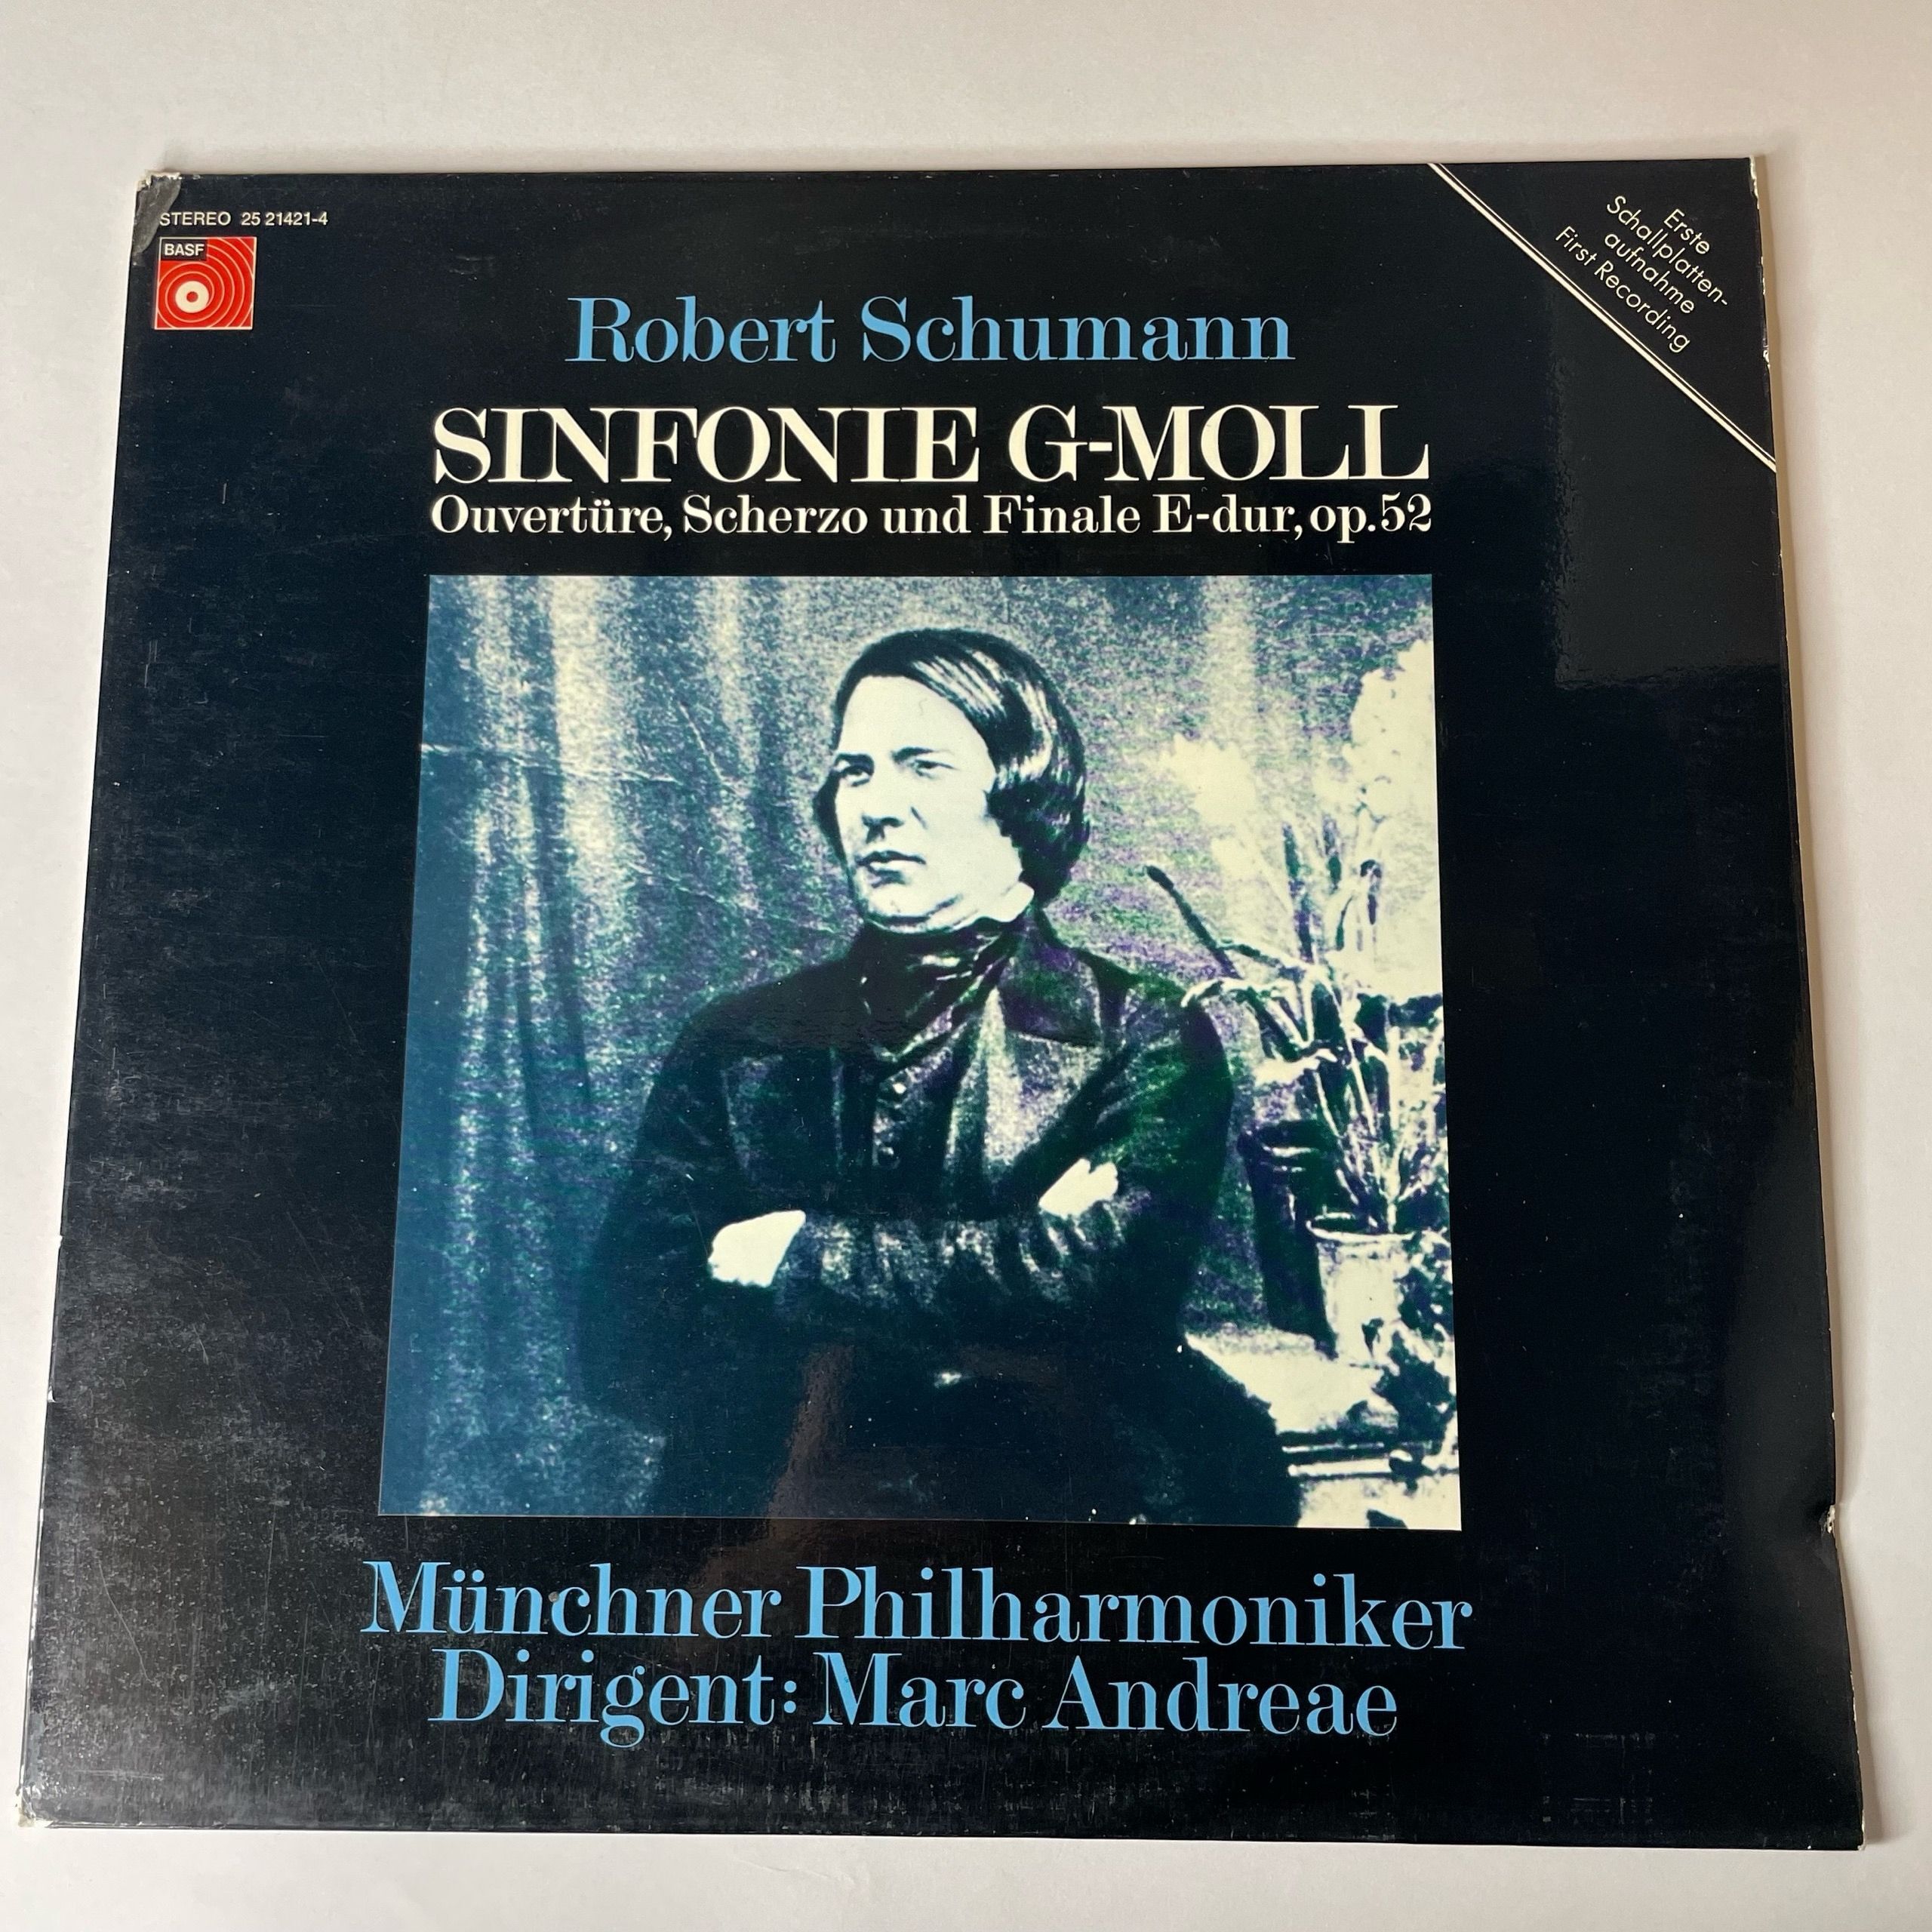 STEREO 25 21421-4
BASF
Erste
Schallplatten-
aufnahme
First Recording
Robert Schumann
SINFONIE G-MOLL
Ouvertüre, Scherzo und Finale E-dur, op.52
Münchner Philharmoniker
Dirigent: Marc Andreae